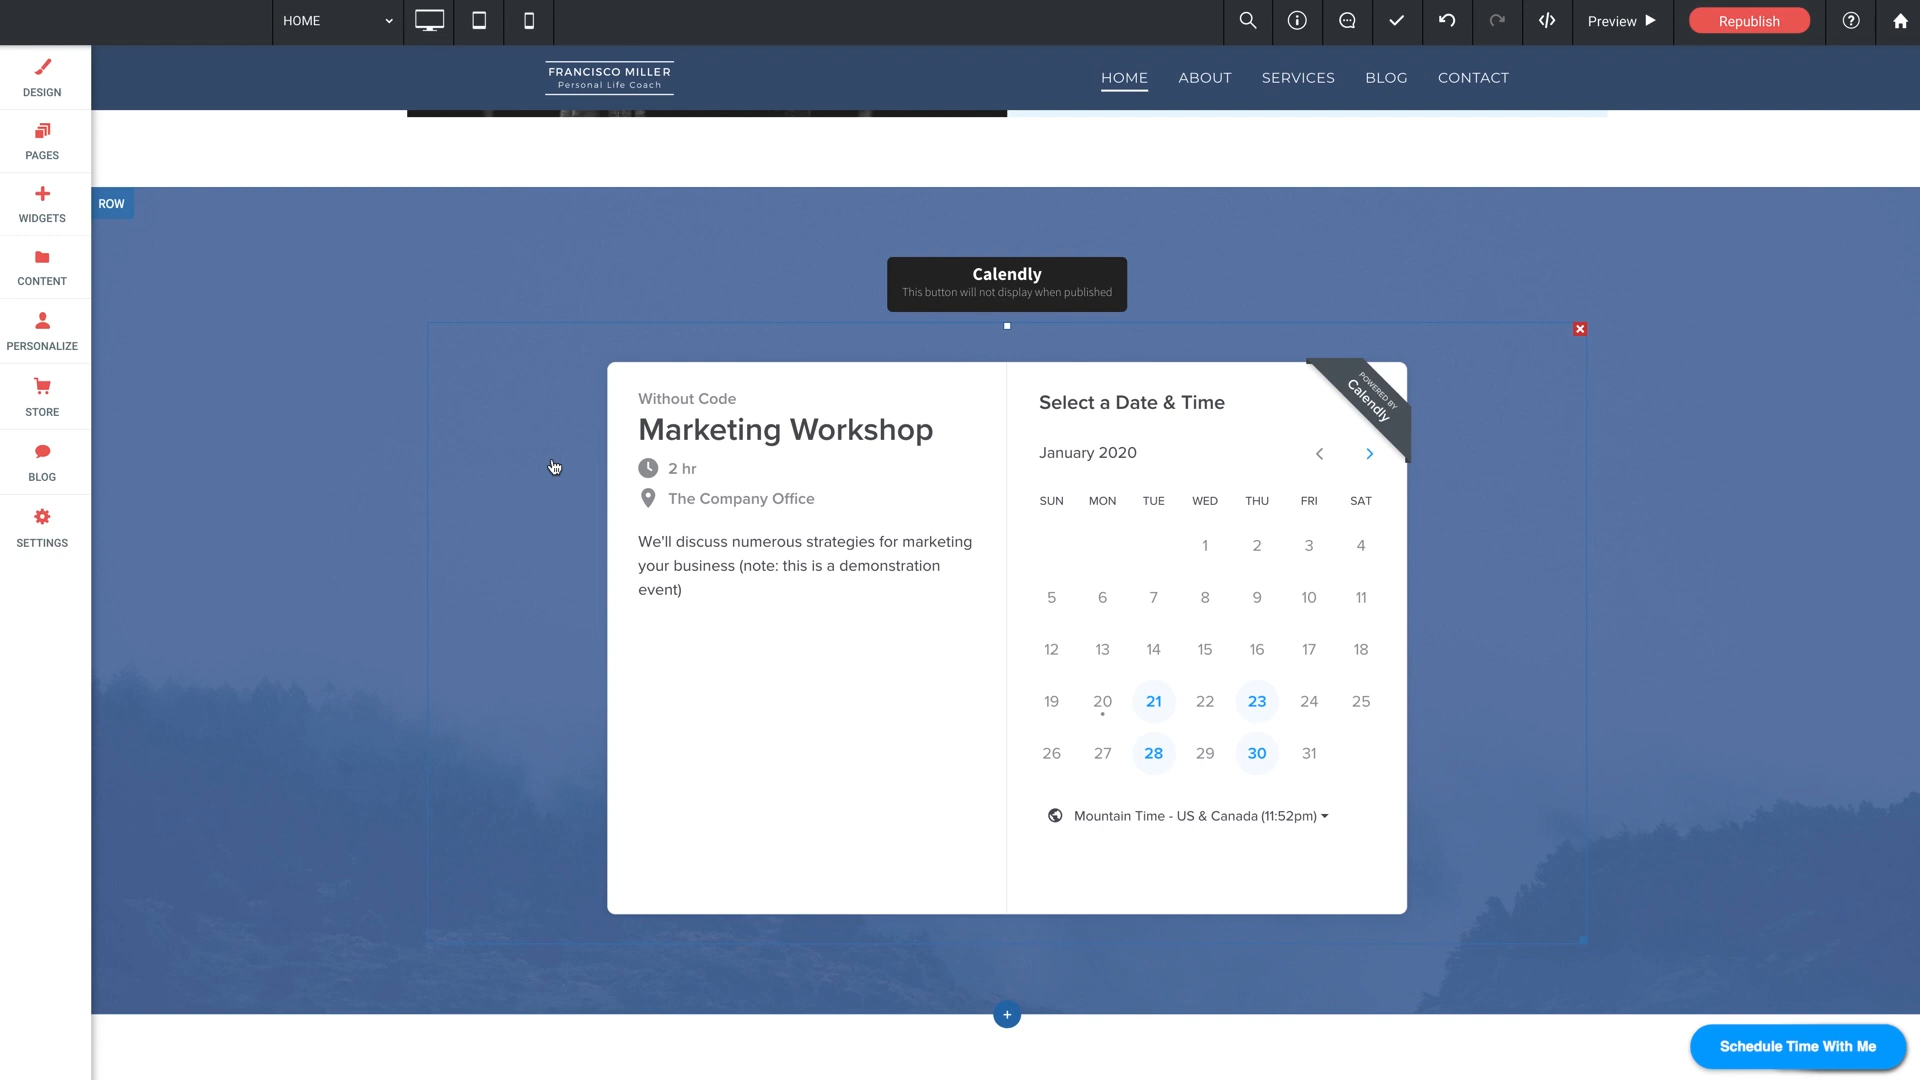 HOME
Preview
Republish
DESIGN
PAGES
WIDGETS
CONTENT
PERSONALIZE
STORE
BLOG
SETTINGS
FRANCISCO MILLER
Personal Life Coach
HOME ABOUT SERVICES BLOG CONTACT
ROW
Calendly
This button will not display when published
Without Code
Marketing Workshop
2 hr
The Company Office
We'll discuss numerous strategies for marketing
your business (note: this is a demonstration
event)
POWERED BY
Calendly
Select a Date & Time
January 2020
SUN MON TUE WED THU FRI SAT
1 2 3 4
5 6 7 8 9 10 11
12 13 14 15 16 17 18
19 20 21 22 23 24 25
26 27 28 29 30 31
Mountain Time - US & Canada (11:52pm)
Schedule Time With Me